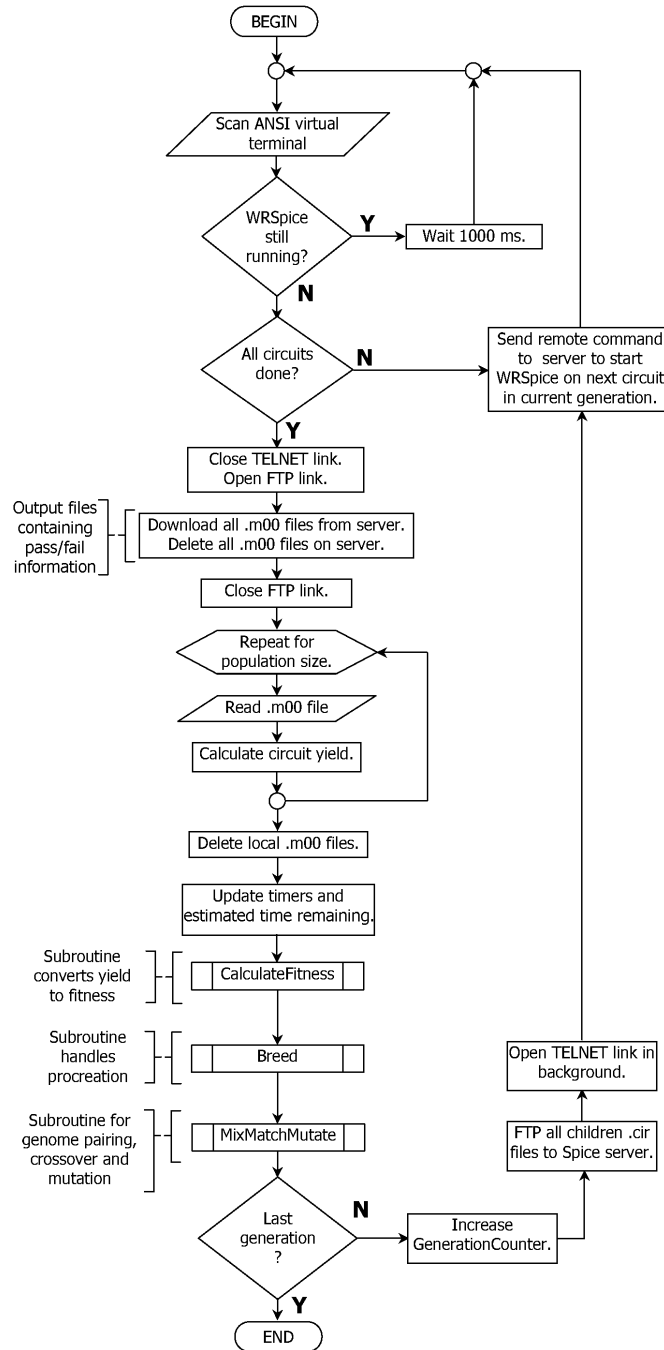 BEGIN
Scan ANSI virtual
terminal
WRSpice
still
running?
Y
Wait 1000 ms.
N
All circuits
done?
N
Send remote command
to server to start
WRSpice on next circuit
in current generation.
Y
Close TELNET link.
Open FTP link.
Output files
containing
pass/fail
information
Download all .m00 files from server.
Delete all .m00 files on server.
Close FTP link.
Repeat for
population size.
Read .m00 file
Calculate circuit yield.
Delete local .m00 files.
Update timers and
estimated time remaining.
Subroutine
converts yield
to fitness
CalculateFitness
Subroutine
handles
procreation
Breed
Open TELNET link in
background.
Subroutine for
genome pairing,
crossover and
mutation
MixMatchMutate
FTP all children .cir
files to Spice server.
Last
generation
?
N
Increase
GenerationCounter.
Y
END